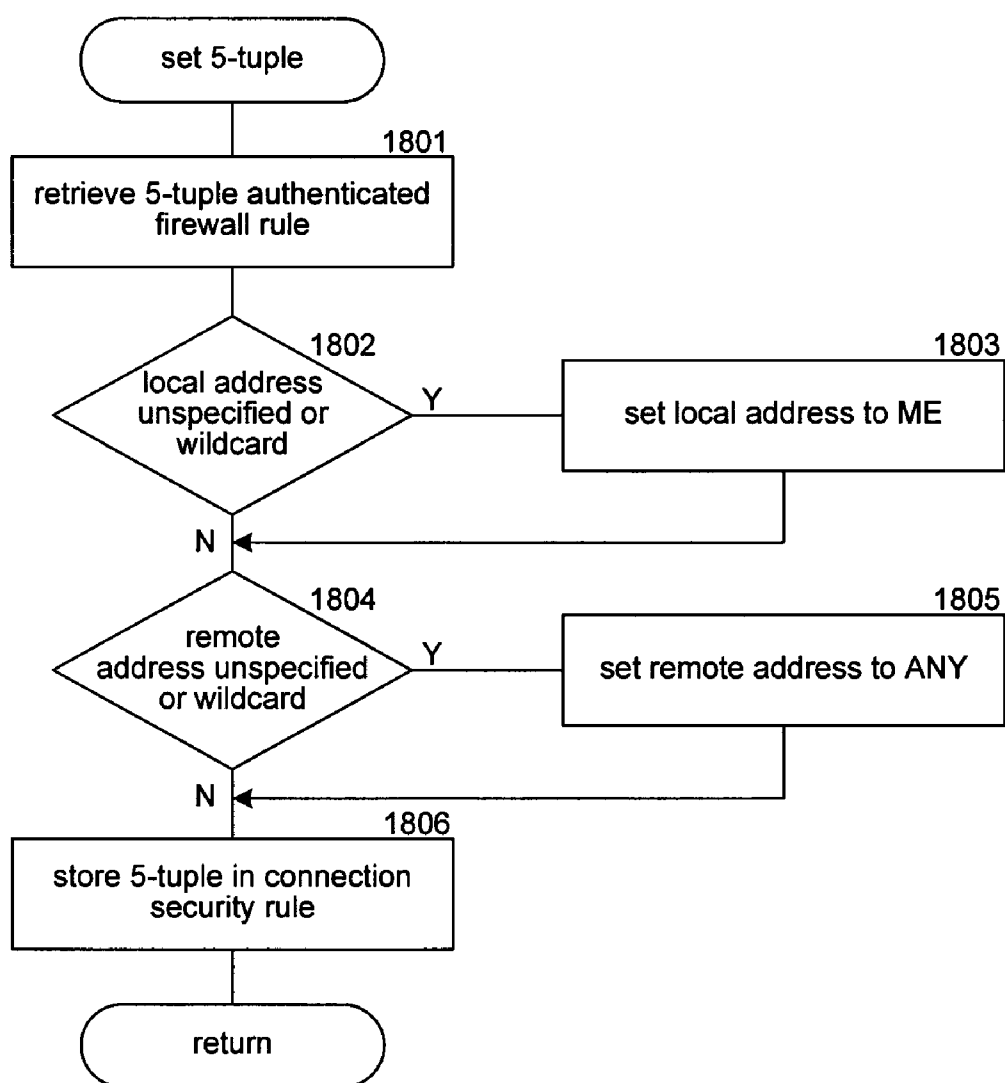 set 5-tuple
1801
retrieve 5-tuple authenticated
firewall rule
1802
local address
unspecified or
wildcard
Y
1803
set local address to ME
N
1804
remote
address unspecified
or wildcard
Y
1805
set remote address to ANY
N
1806
store 5-tuple in connection
security rule
return